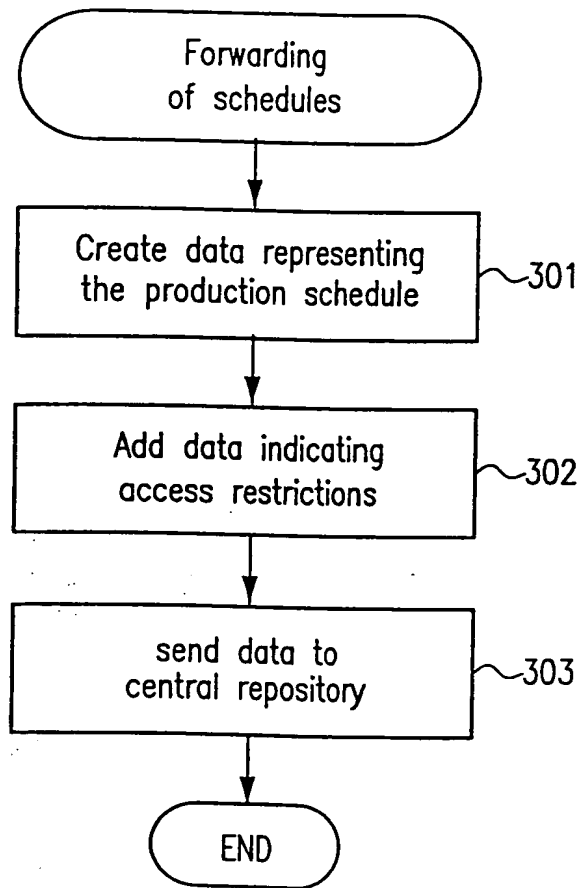 Forwarding
of schedules
Create data representing
the production schedule
301
Add data indicating
access restrictions
302
send data to
central repository
303
END